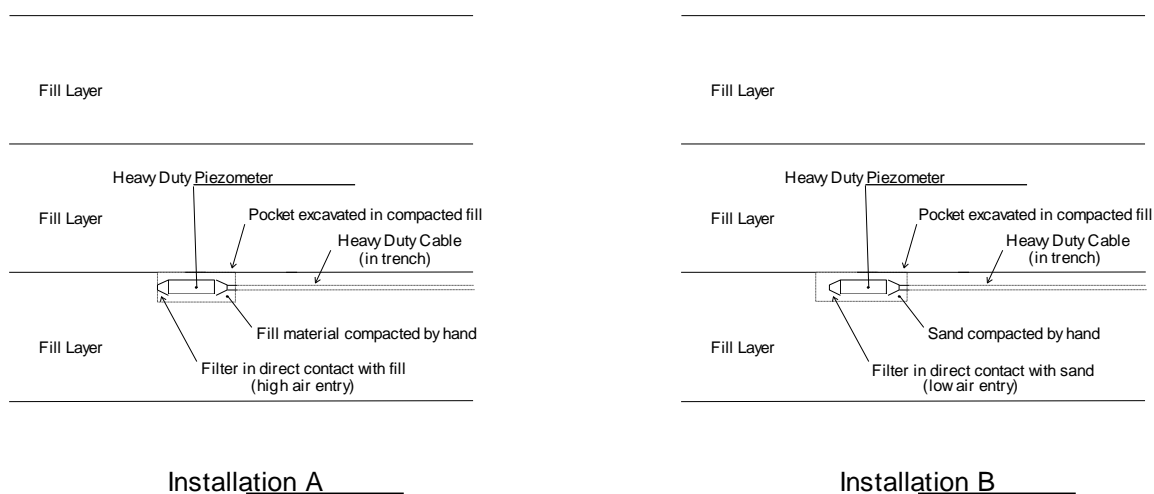 Fill Layer
Heavy Duty Piezometer
Fill Layer
Pocket excavated in compacted fill
Heavy Duty Cable
(in trench)
Fill material compacted by hand
Fill Layer
Filter in direct contact with fill
(high air entry)
Installation A
Fill Layer
Heavy Duty Piezometer
Fill Layer
Pocket excavated in compacted fill
Heavy Duty Cable
(in trench)
Sand compacted by hand
Fill Layer
Filter in direct contact with sand
(low air entry)
Installation B